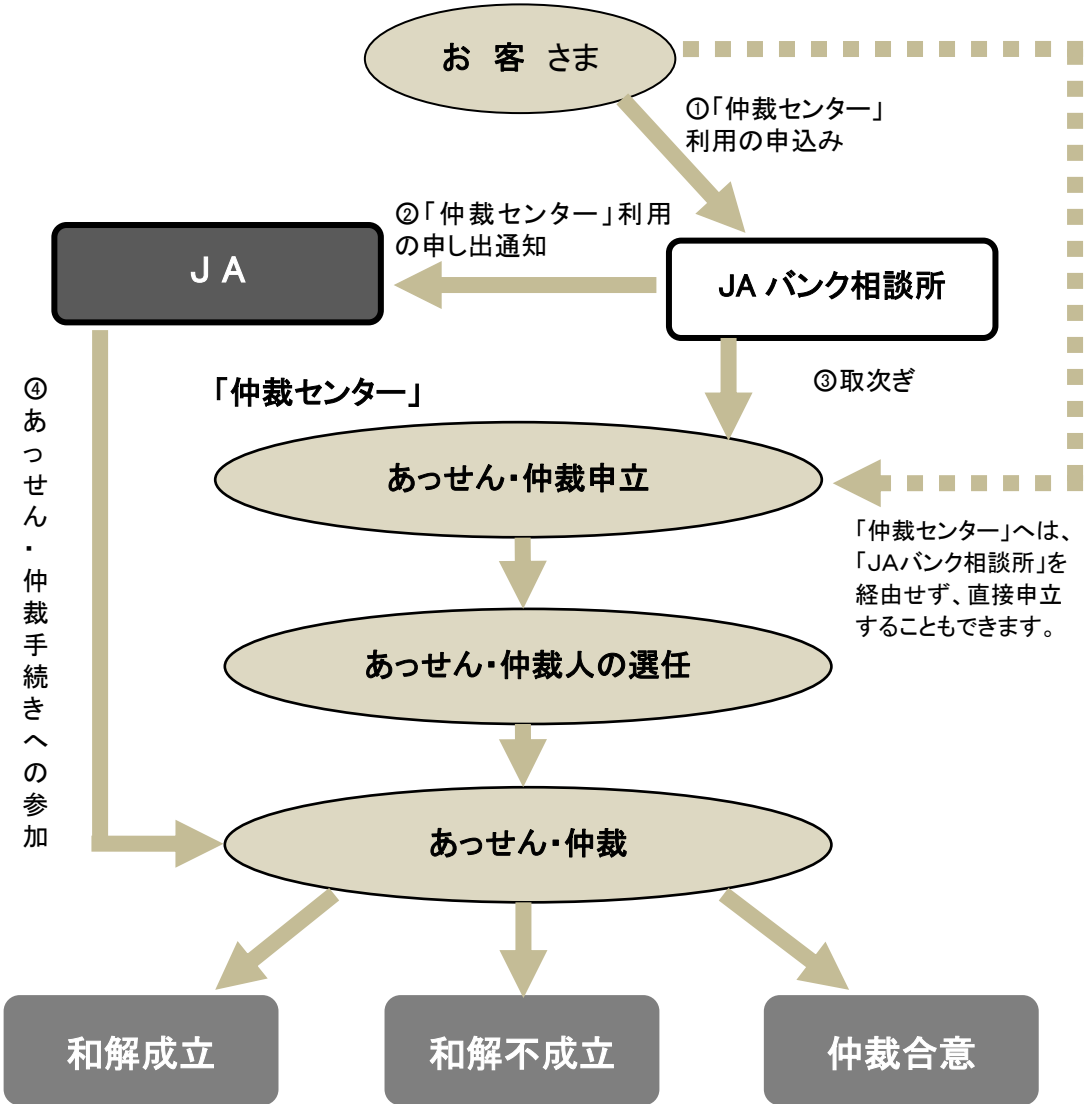 お 客 さま
①「仲裁センター」
利用の申込み
②「仲裁センター」利用
の申し出通知
JA
JA バンク相談所
③取次ぎ
「仲裁センター」
④あっせん・仲裁手続きへの参加
あっせん・仲裁申立
「仲裁センター」へは、
「JAバンク相談所」を
経由せず、直接申立
することもできます。
あっせん・仲裁人の選任
あっせん・仲裁
和解成立
和解不成立
仲裁合意